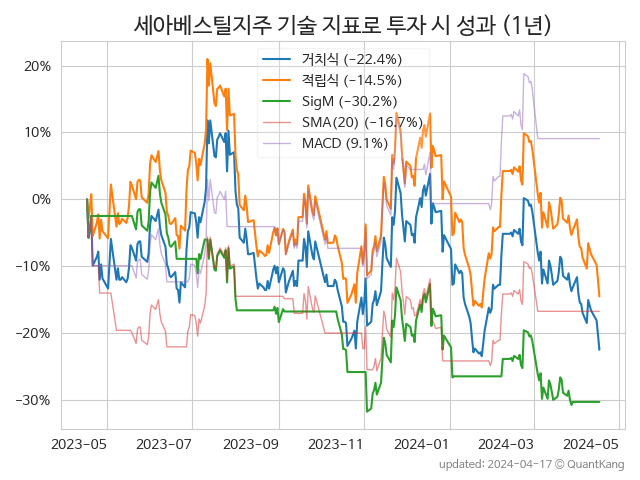 세아베스틸지주 기술 지표로 투자 시 성과 (1년)
거치식 (−22.4%)
적립식 (−14.5%)
SigM (−30.2%)
SMA(20) (−16.7%)
MACD (9.1%)
20%
10%
0%
−10%
−20%
−30%
2023-05 2023-07 2023-09 2023-11 2024-01 2024-03 2024-05
updated: 2024-04-17 ⓒ QuantKang